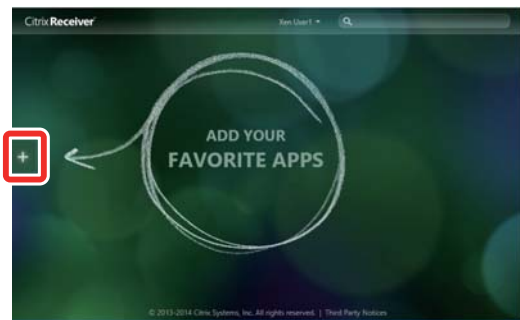 Citrix Receiver
Xen User1
+
ADD YOUR
FAVORITE APPS
© 2013-2014 Citrix Systems, Inc. All rights reserved. | Third Party Notices